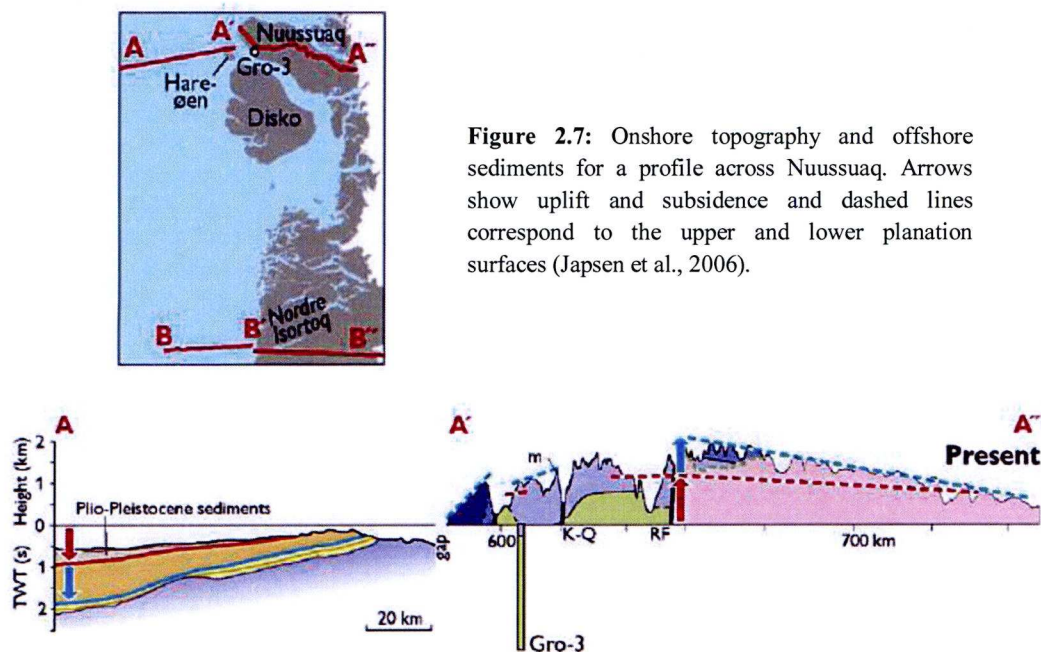 A
A´
Nuussuaq
A´´
Gro-3
Hare-
øen
Disko
Nordre
Isortoq
B
B´
B´´
Figure 2.7: Onshore topography and offshore
sediments for a profile across Nuussuaq. Arrows
show uplift and subsidence and dashed lines
correspond to the upper and lower planation
surfaces (Japsen et al., 2006).
A
A´
A´´
Present
Height (km)
2
1
0
Plio-Pleistocene sediments
TWT (s)
1
2
20 km
gap
m
600
K-Q
RF
700 km
Gro-3